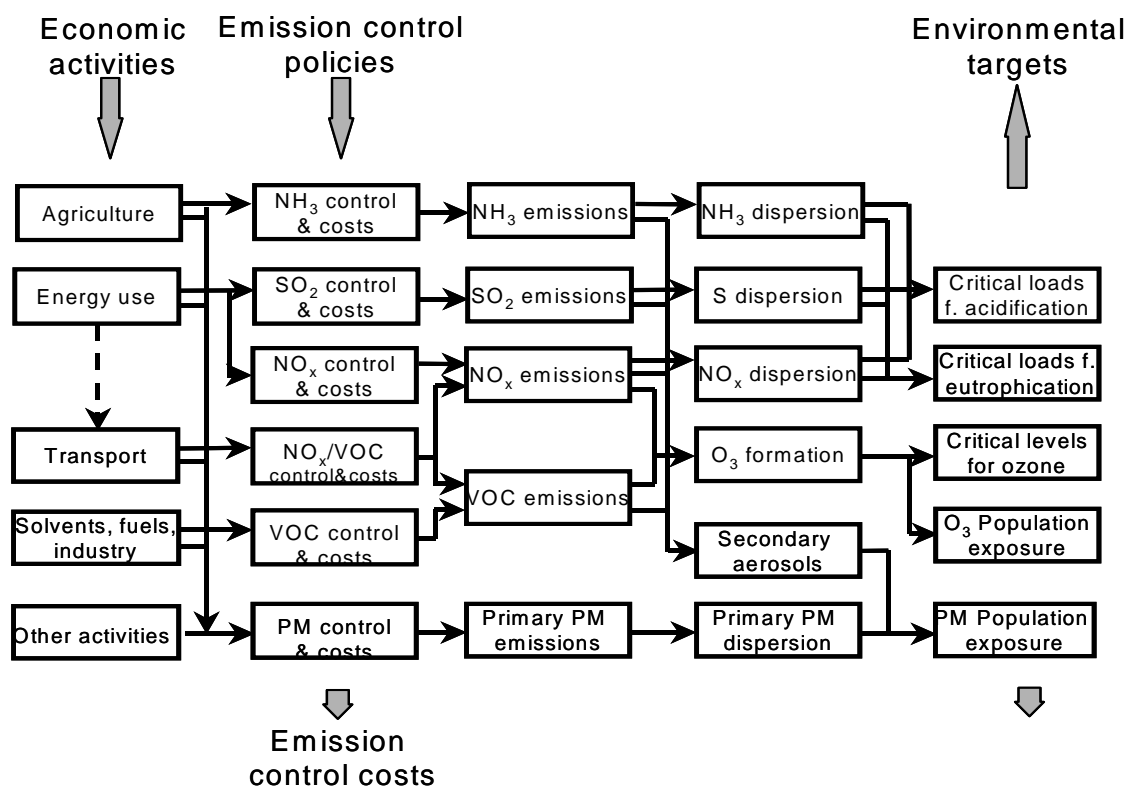 Economic
activities
Emission control
policies
Environmental
targets
Agriculture
NH₃ control
& costs
NH₃ emissions
NH₃ dispersion
Energy use
SO₂ control
& costs
SO₂ emissions
S dispersion
Critical loads
f. acidification
NOₓ control
& costs
NOₓ emissions
NOₓ dispersion
Critical loads f.
eutrophication
Transport
NOₓ/VOC
control&costs
VOC emissions
O₃ formation
Critical levels
for ozone
Solvents, fuels,
industry
VOC control
& costs
Secondary
aerosols
O₃ Population
exposure
Other activities
PM control
& costs
Primary PM
emissions
Primary PM
dispersion
PM Population
exposure
Emission
control costs